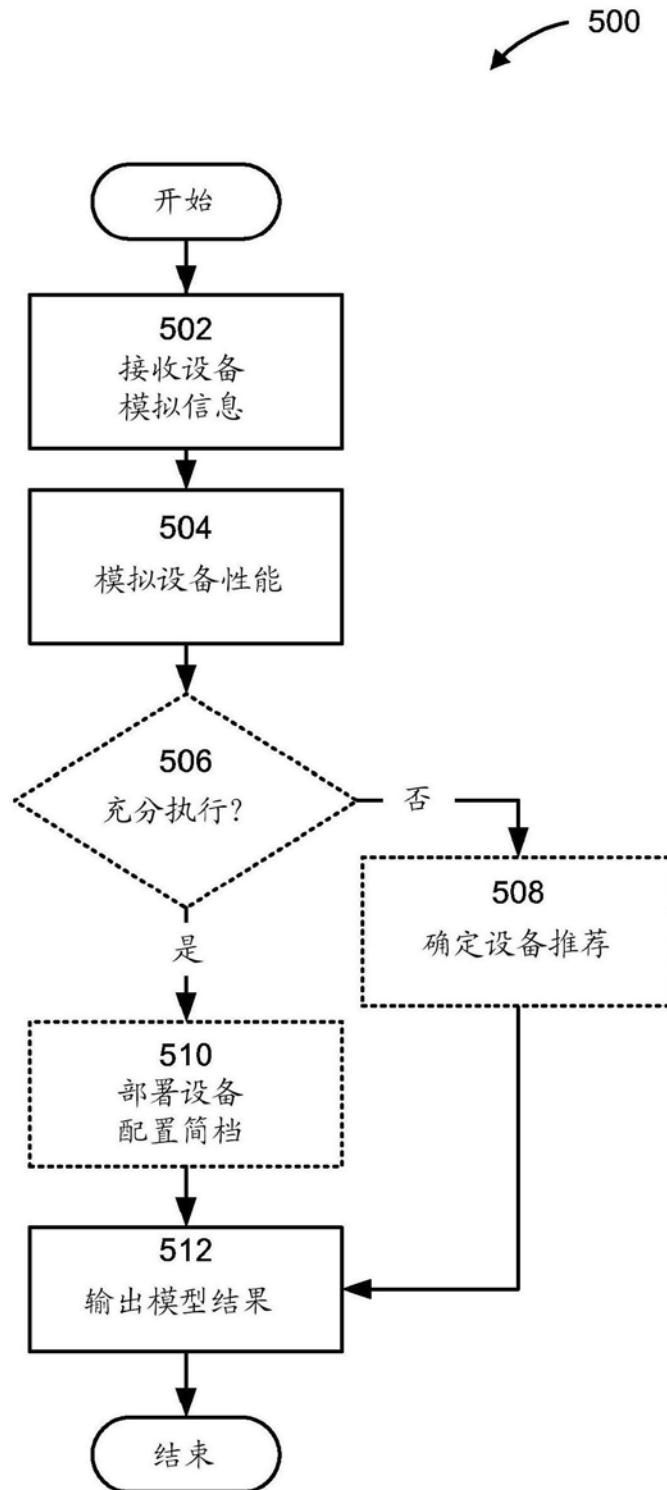 500
开始
502
接收设备
模拟信息
504
模拟设备性能
506
充分执行?
否
508
确定设备推荐
是
510
部署设备
配置简档
512
输出模型结果
结束